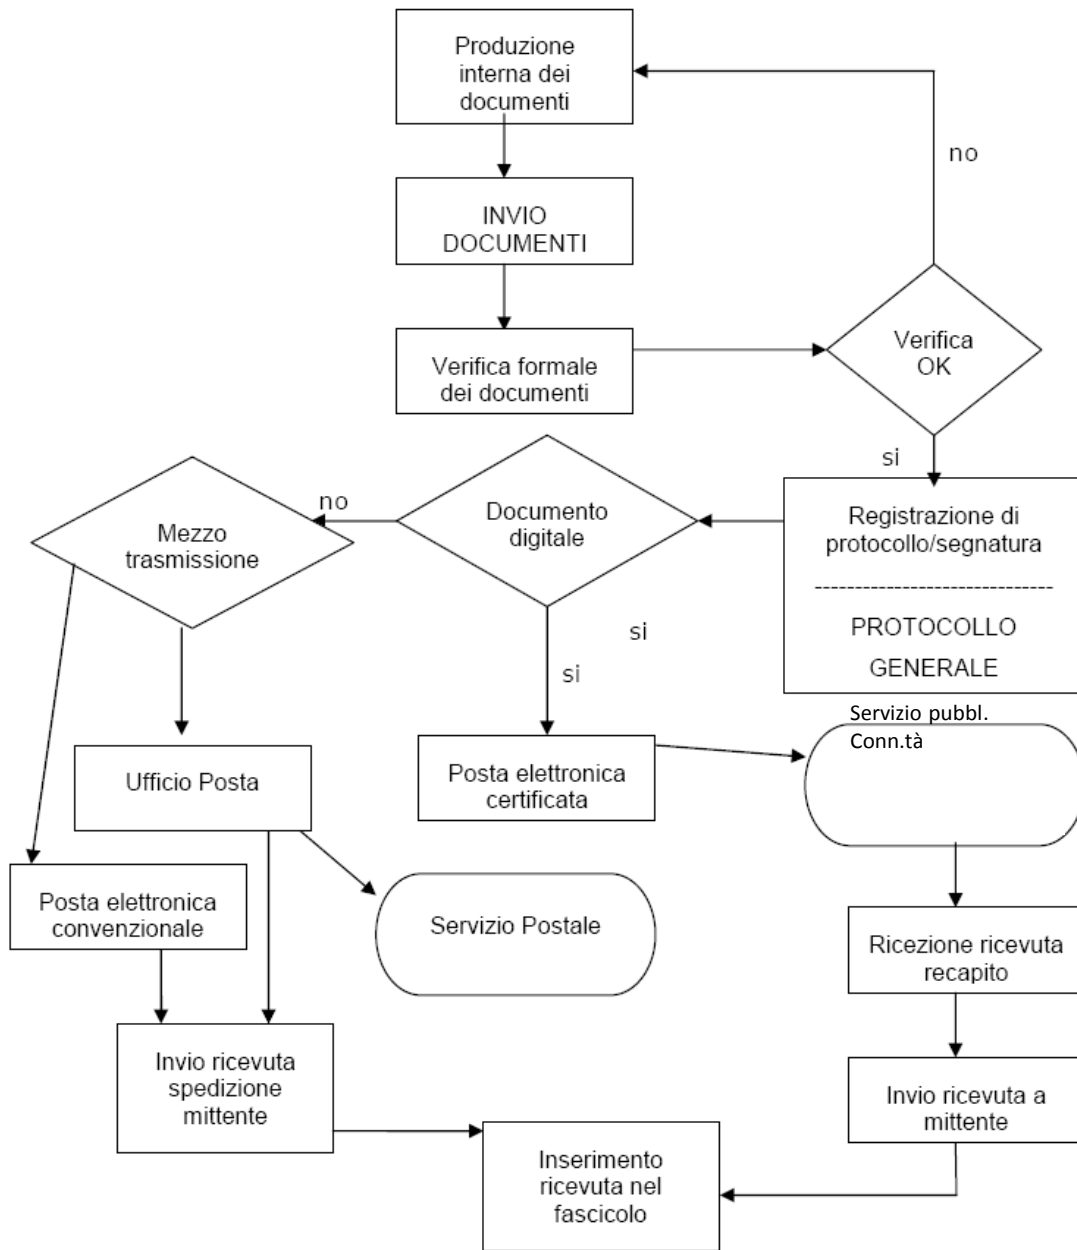 Produzione
interna dei
documenti
no
INVIO
DOCUMENTI
Verifica formale
dei documenti
Verifica
OK
si
no
Mezzo
trasmissione
Documento
digitale
Registrazione di
protocollo/segnatura
------------------------------
PROTOCOLLO
GENERALE
si
si
Servizio pubbl.
Conn.tà
Ufficio Posta
Posta elettronica
certificata
Posta elettronica
convenzionale
Servizio Postale
Ricezione ricevuta
recapito
Invio ricevuta
spedizione
mittente
Invio ricevuta a
mittente
Inserimento
ricevuta nel
fascicolo